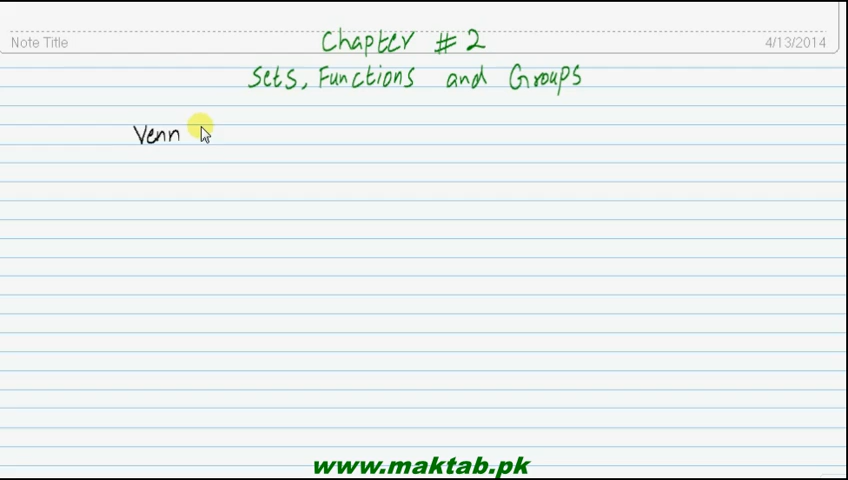 Chapter # 2
Note Title
4/13/2014
Sets, Functions and Groups
Venn
www.maktab.pk